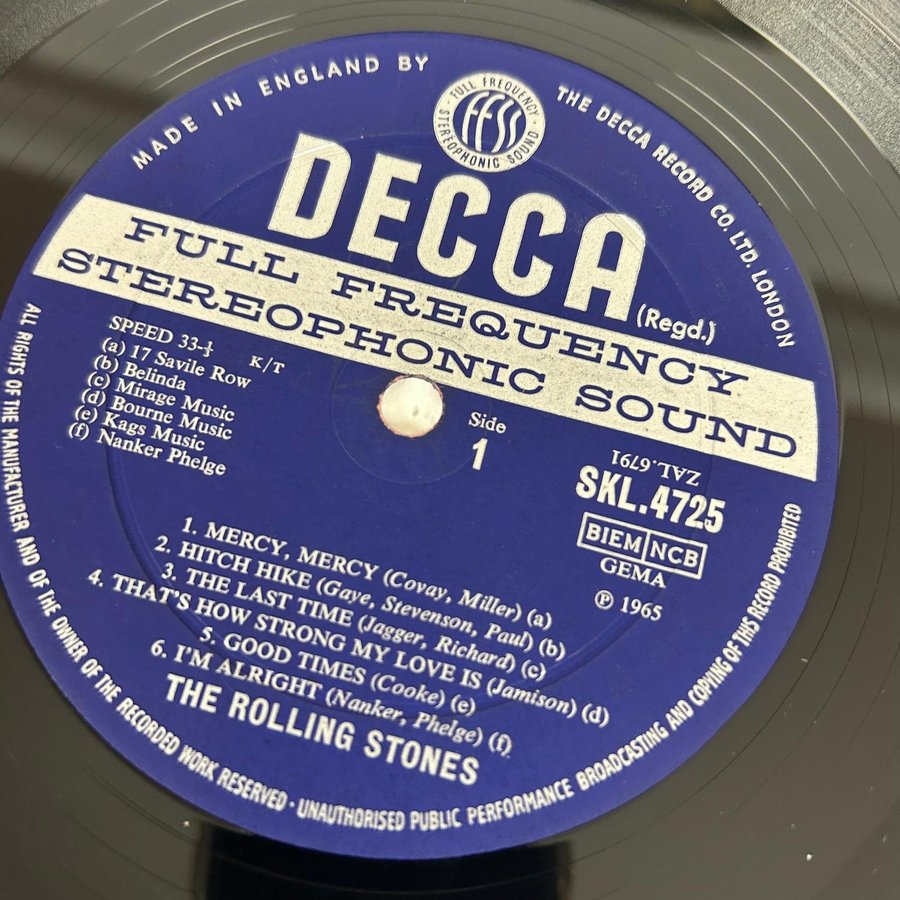 MADE IN ENGLAND BY
THE DECCA RECORD CO. LTD. LONDON
FULL FREQUENCY
ffss
STEREOPHONIC SOUND
DECCA
(Regd.)
FULL FREQUENCY
STEREOPHONIC SOUND
SPEED 33-⅓ K/T
(a) 17 Savile Row
(b) Belinda
(c) Mirage Music
(d) Bourne Music
(e) Kags Music
(f) Nanker Phelge
Side
1
ZAL.6791
SKL.4725
BIEM NCB
GEMA
℗ 1965
1. MERCY, MERCY (Covay, Miller) (a)
2. HITCH HIKE (Gaye, Stevenson, Paul) (b)
3. THE LAST TIME (Jagger, Richard) (c)
4. THAT'S HOW STRONG MY LOVE IS (Jamison) (d)
5. GOOD TIMES (Cooke) (e)
6. I'M ALRIGHT (Nanker, Phelge) (f)
THE ROLLING STONES
ALL RIGHTS OF THE MANUFACTURER AND OF THE OWNER OF THE RECORDED WORK RESERVED · UNAUTHORISED PUBLIC PERFORMANCE BROADCASTING AND COPYING OF THIS RECORD PROHIBITED